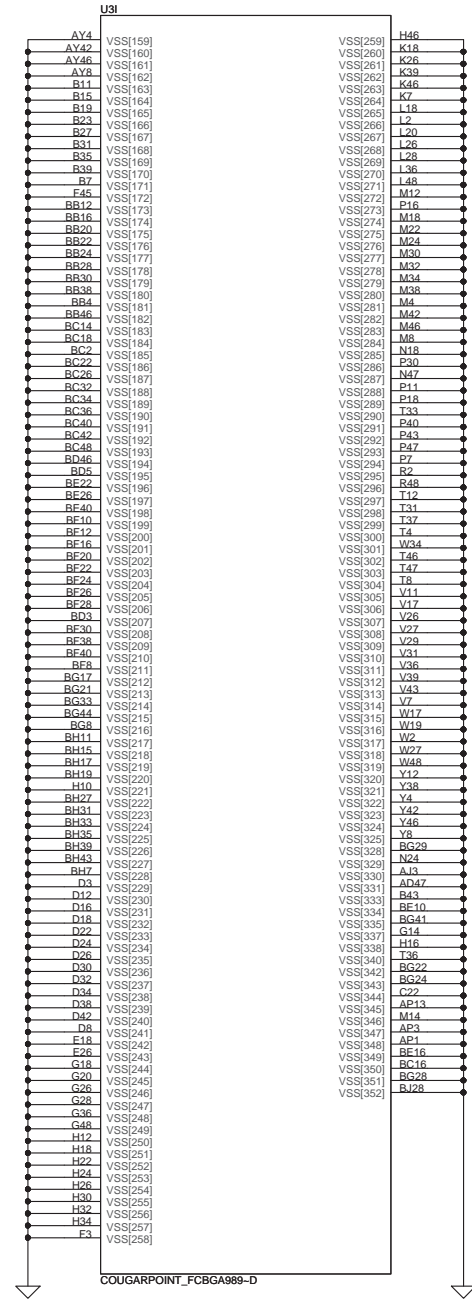 U3I
AY4 VSS[159]
AY42 VSS[160]
AY46 VSS[161]
AY8 VSS[162]
B11 VSS[163]
B15 VSS[164]
B19 VSS[165]
B23 VSS[166]
B27 VSS[167]
B31 VSS[168]
B35 VSS[169]
B39 VSS[170]
B7 VSS[171]
F45 VSS[172]
BB12 VSS[173]
BB16 VSS[174]
BB20 VSS[175]
BB22 VSS[176]
BB24 VSS[177]
BB28 VSS[178]
BB30 VSS[179]
BB38 VSS[180]
BB4 VSS[181]
BB46 VSS[182]
BC14 VSS[183]
BC18 VSS[184]
BC2 VSS[185]
BC22 VSS[186]
BC26 VSS[187]
BC32 VSS[188]
BC34 VSS[189]
BC36 VSS[190]
BC40 VSS[191]
BC42 VSS[192]
BC48 VSS[193]
BD46 VSS[194]
BD5 VSS[195]
BE22 VSS[196]
BE26 VSS[197]
BE40 VSS[198]
BF10 VSS[199]
BF12 VSS[200]
BF16 VSS[201]
BF20 VSS[202]
BF22 VSS[203]
BF24 VSS[204]
BF26 VSS[205]
BF28 VSS[206]
BD3 VSS[207]
BF30 VSS[208]
BF38 VSS[209]
BF40 VSS[210]
BF8 VSS[211]
BG17 VSS[212]
BG21 VSS[213]
BG33 VSS[214]
BG44 VSS[215]
BG8 VSS[216]
BH11 VSS[217]
BH15 VSS[218]
BH17 VSS[219]
BH19 VSS[220]
H10 VSS[221]
BH27 VSS[222]
BH31 VSS[223]
BH33 VSS[224]
BH35 VSS[225]
BH39 VSS[226]
BH43 VSS[227]
BH7 VSS[228]
D3 VSS[229]
D12 VSS[230]
D16 VSS[231]
D18 VSS[232]
D22 VSS[233]
D24 VSS[234]
D26 VSS[235]
D30 VSS[236]
D32 VSS[237]
D34 VSS[238]
D38 VSS[239]
D42 VSS[240]
D8 VSS[241]
E18 VSS[242]
E26 VSS[243]
G18 VSS[244]
G20 VSS[245]
G26 VSS[246]
G28 VSS[247]
G36 VSS[248]
G48 VSS[249]
H12 VSS[250]
H18 VSS[251]
H22 VSS[252]
H24 VSS[253]
H26 VSS[254]
H30 VSS[255]
H32 VSS[256]
H34 VSS[257]
F3 VSS[258]
VSS[259] H46
VSS[260] K18
VSS[261] K26
VSS[262] K39
VSS[263] K46
VSS[264] K7
VSS[265] L18
VSS[266] L2
VSS[267] L20
VSS[268] L26
VSS[269] L28
VSS[270] L36
VSS[271] L48
VSS[272] M12
VSS[273] P16
VSS[274] M18
VSS[275] M22
VSS[276] M24
VSS[277] M30
VSS[278] M32
VSS[279] M34
VSS[280] M38
VSS[281] M4
VSS[282] M42
VSS[283] M46
VSS[284] M8
VSS[285] N18
VSS[286] P30
VSS[287] N47
VSS[288] P11
VSS[289] P18
VSS[290] T33
VSS[291] P40
VSS[292] P43
VSS[293] P47
VSS[294] P7
VSS[295] R2
VSS[296] R48
VSS[297] T12
VSS[298] T31
VSS[299] T37
VSS[300] T4
VSS[301] W34
VSS[302] T46
VSS[303] T47
VSS[304] T8
VSS[305] V11
VSS[306] V17
VSS[307] V26
VSS[308] V27
VSS[309] V29
VSS[310] V31
VSS[311] V36
VSS[312] V39
VSS[313] V43
VSS[314] V7
VSS[315] W17
VSS[316] W19
VSS[317] W2
VSS[318] W27
VSS[319] W48
VSS[320] Y12
VSS[321] Y38
VSS[322] Y4
VSS[323] Y42
VSS[324] Y46
VSS[325] Y8
VSS[328] BG29
VSS[329] N24
VSS[330] AJ3
VSS[331] AD47
VSS[333] B43
VSS[334] BE10
VSS[335] BG41
VSS[337] G14
VSS[338] H16
VSS[340] T36
VSS[342] BG22
VSS[343] BG24
VSS[344] C22
VSS[345] AP13
VSS[346] M14
VSS[347] AP3
VSS[348] AP1
VSS[349] BE16
VSS[350] BC16
VSS[351] BG28
VSS[352] BJ28
COUGARPOINT_FCBGA989~D